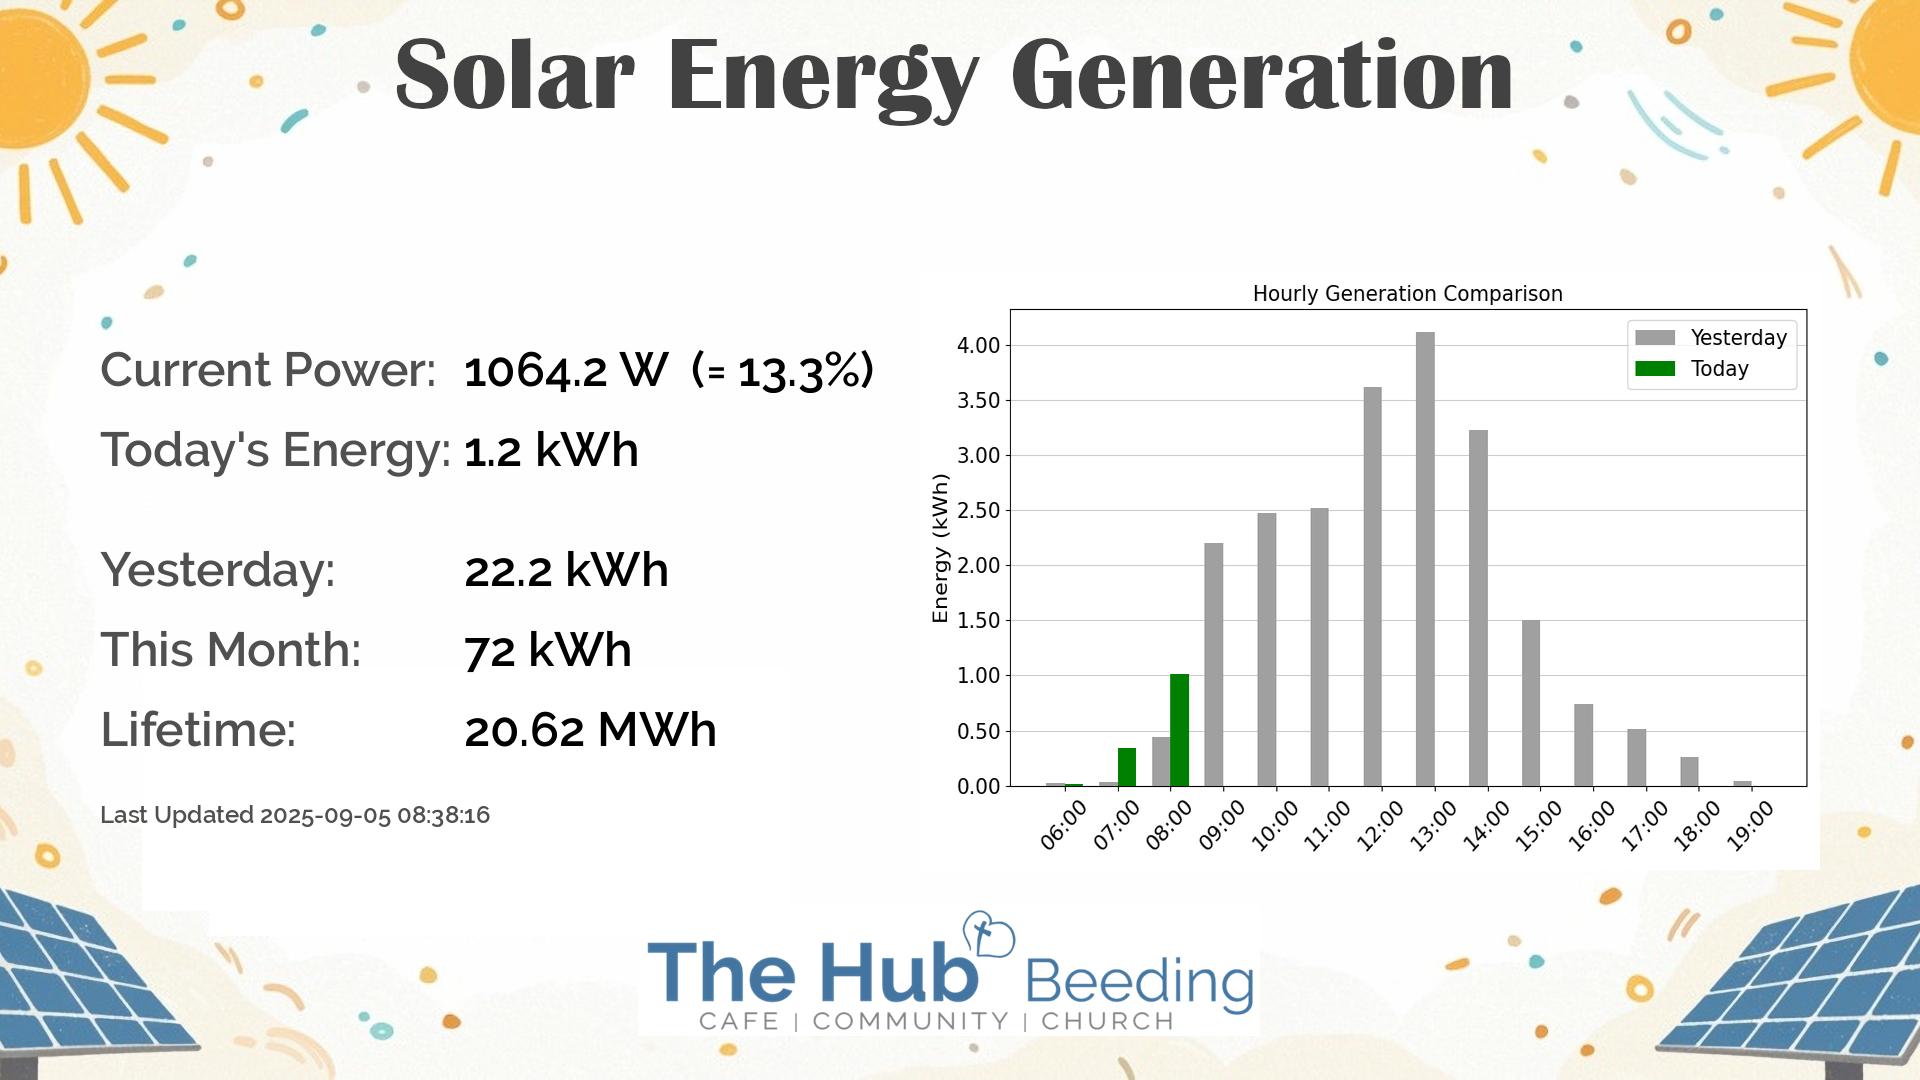 Solar Energy Generation
Current Power: 1064.2 W (= 13.3%)
Today's Energy: 1.2 kWh
Yesterday: 22.2 kWh
This Month: 72 kWh
Lifetime: 20.62 MWh
Last Updated 2025-09-05 08:38:16
Hourly Generation Comparison
Yesterday
Today
Energy (kWh)
4.00
3.50
3.00
2.50
2.00
1.50
1.00
0.50
0.00
06:00 07:00 08:00 09:00 10:00 11:00 12:00 13:00 14:00 15:00 16:00 17:00 18:00 19:00
The Hub Beeding
CAFE | COMMUNITY | CHURCH